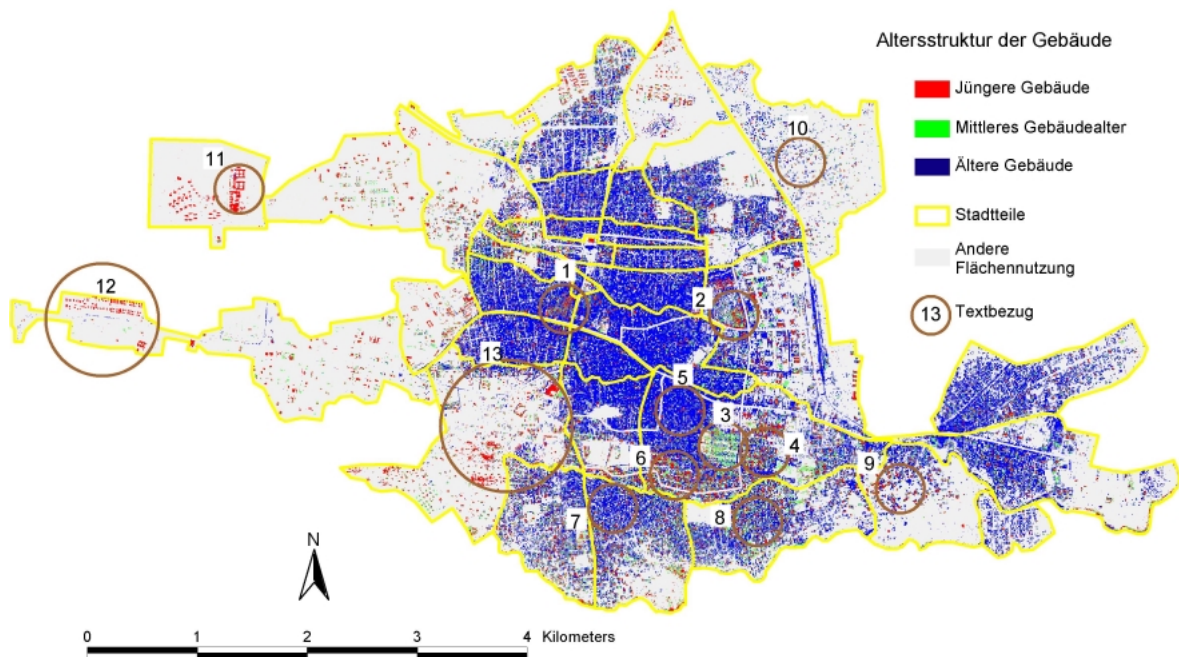 Altersstruktur der Gebäude
Jüngere Gebäude
Mittleres Gebäudealter
Ältere Gebäude
Stadtteile
Andere
Flächennutzung
13 Textbezug
10
11
1
12
2
13
5
3
4
6
9
7
8
N
0 1 2 3 4 Kilometers